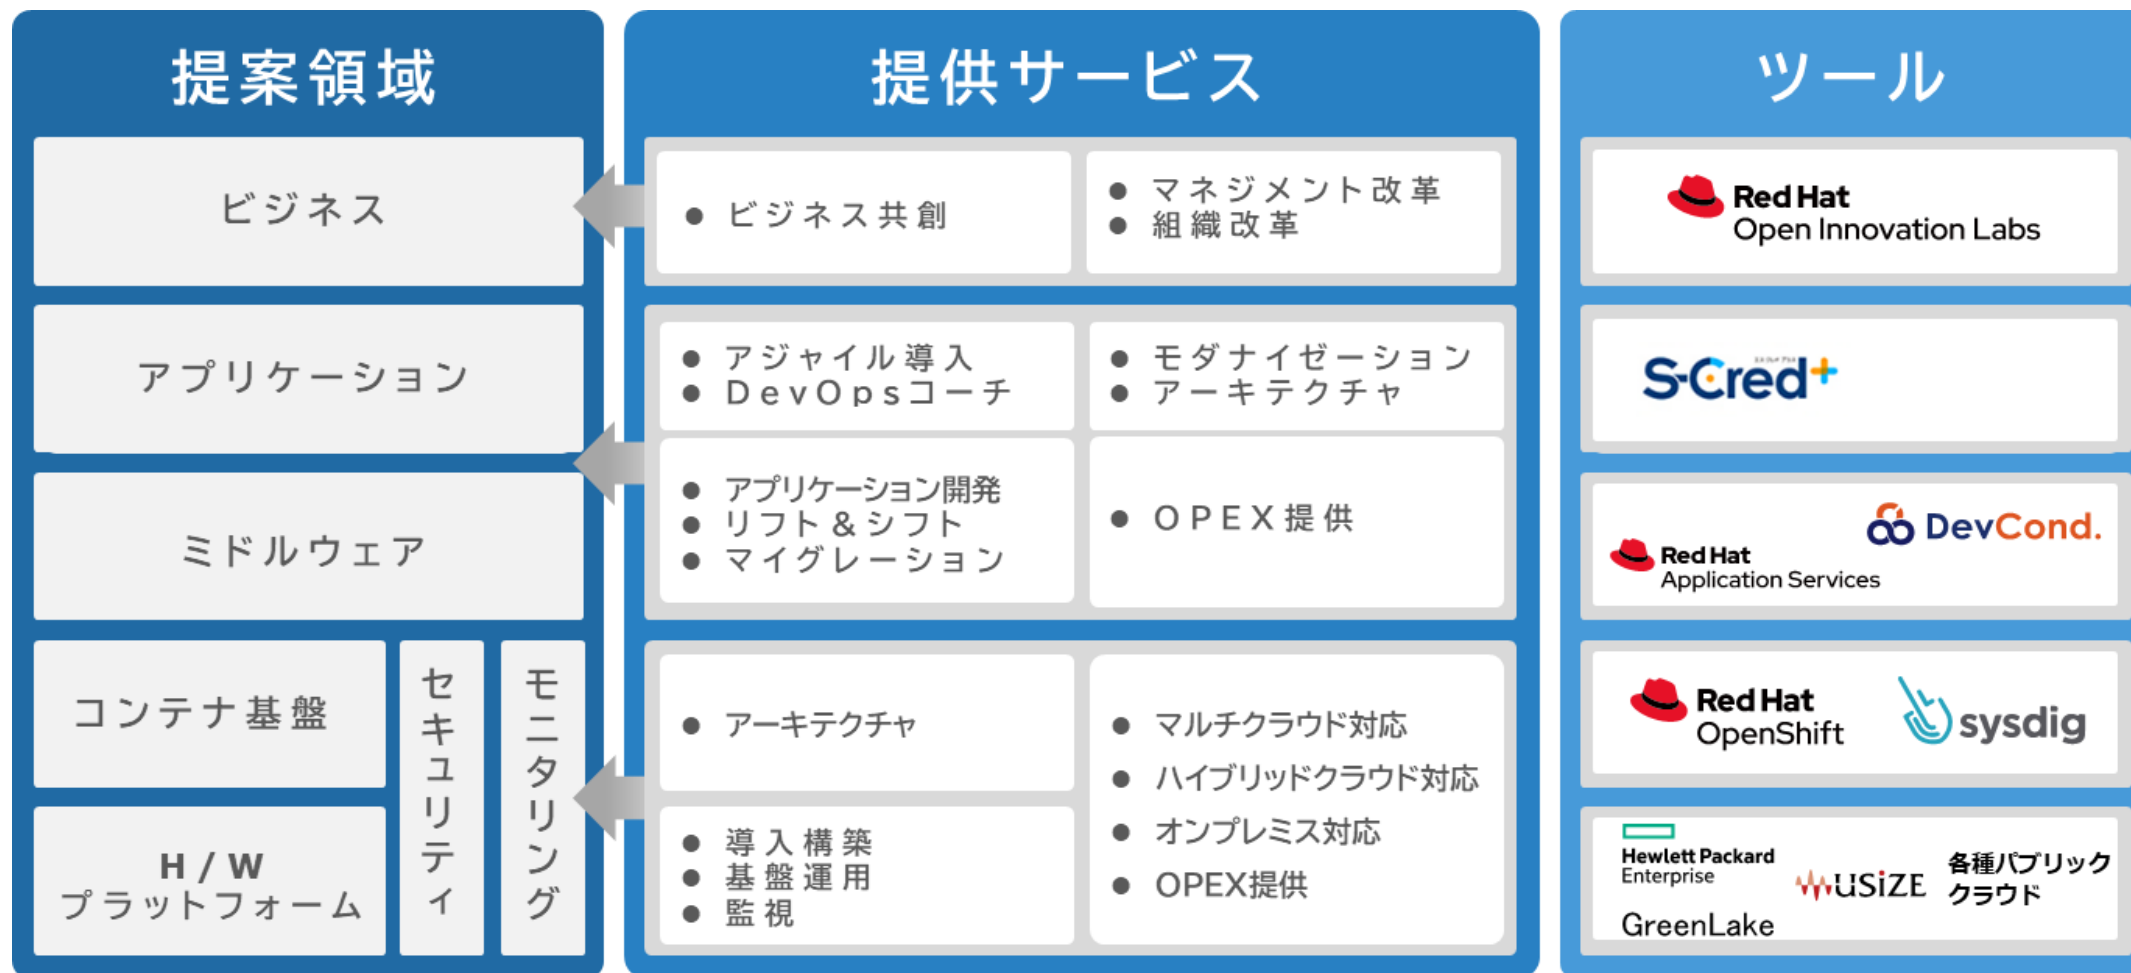 提案領域
ビジネス
アプリケーション
ミドルウェア
コンテナ基盤
H/W
プラットフォーム
セキュリティ
モニタリング
提供サービス
● ビジネス共創
● マネジメント改革
● 組織改革
● アジャイル導入
● DevOpsコーチ
● モダナイゼーション
● アーキテクチャ
● アプリケーション開発
● リフト&シフト
● マイグレーション
● OPEX提供
● アーキテクチャ
● 導入構築
● 基盤運用
● 監視
● マルチクラウド対応
● ハイブリッドクラウド対応
● オンプレミス対応
● OPEX提供
ツール
Red Hat
Open Innovation Labs
S-Cred+
DevCond.
Red Hat
Application Services
Red Hat
OpenShift
sysdig
Hewlett Packard
Enterprise
GreenLake
USiZE
各種パブリック
クラウド